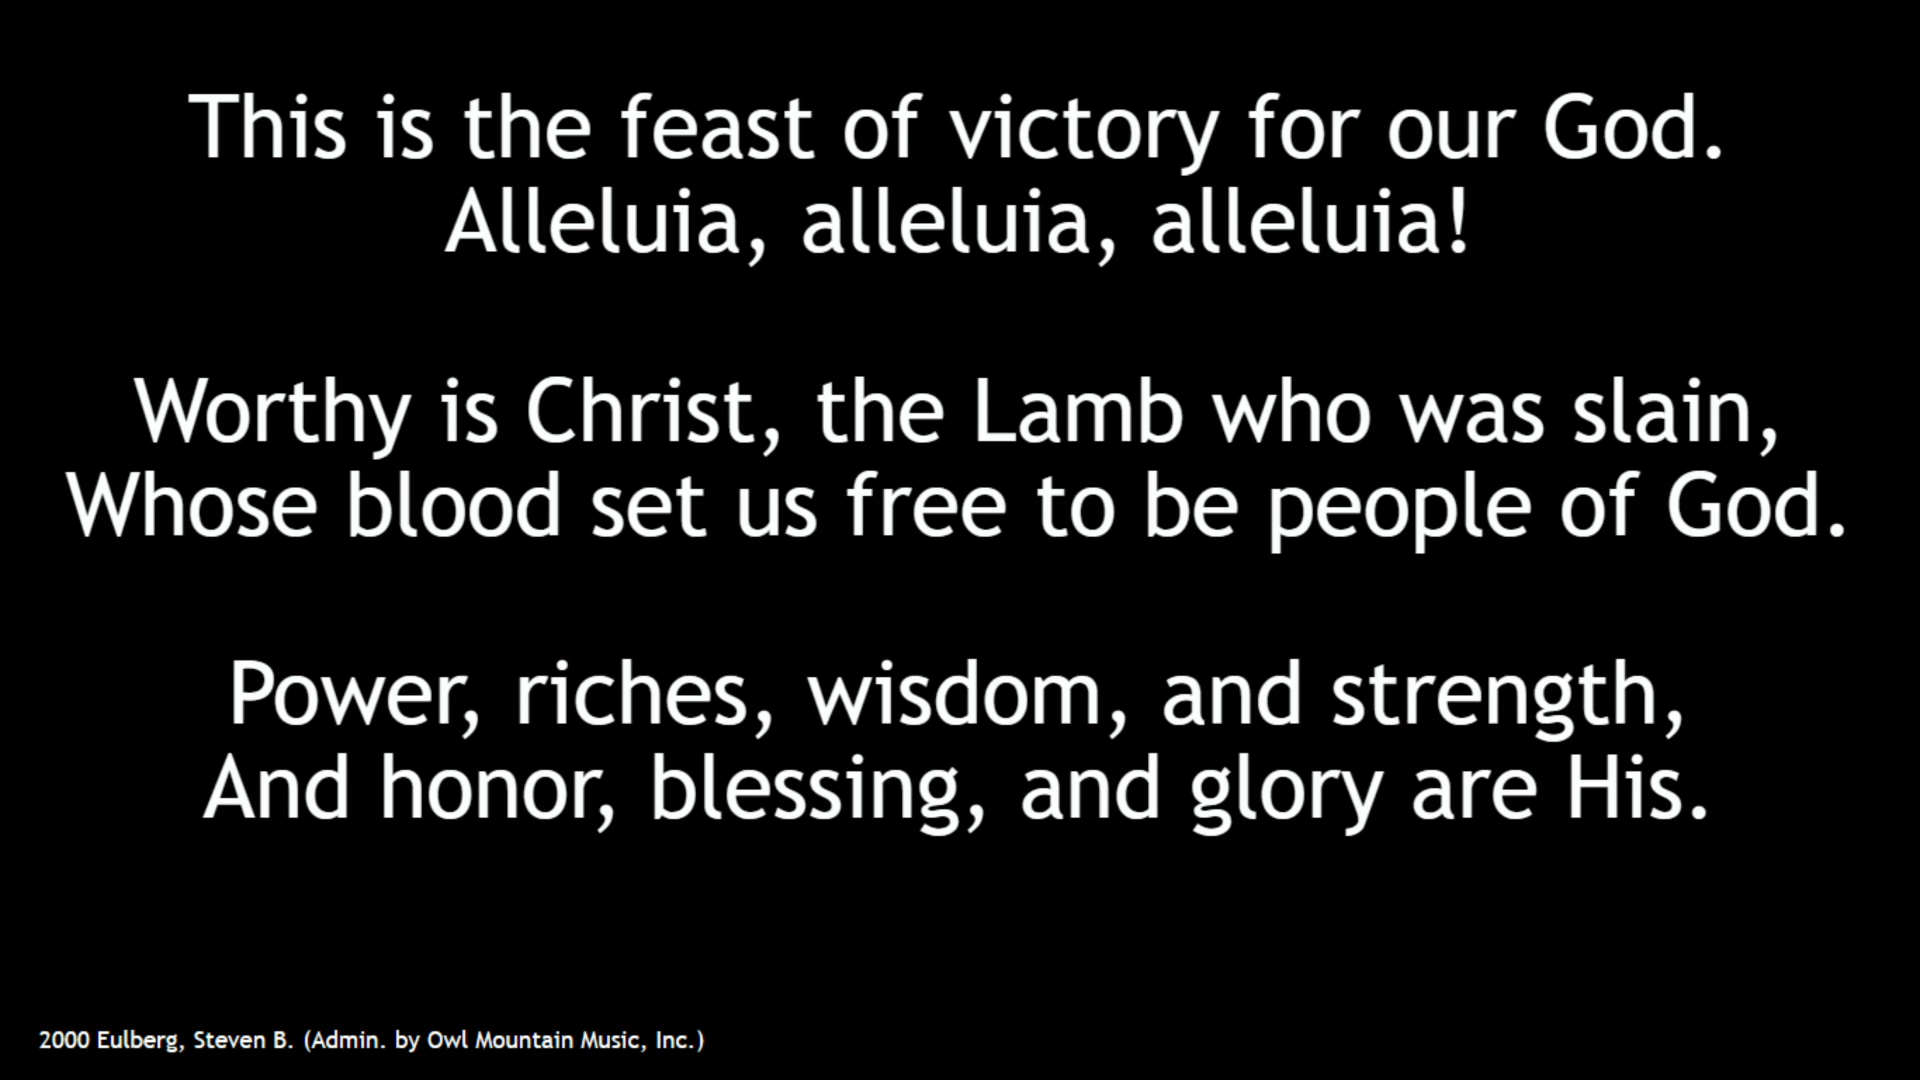 This is the feast of victory for our God.
Alleluia, alleluia, alleluia!
Worthy is Christ, the Lamb who was slain,
Whose blood set us free to be people of God.
Power, riches, wisdom, and strength,
And honor, blessing, and glory are His.
2000 Eulberg, Steven B. (Admin. by Owl Mountain Music, Inc.)